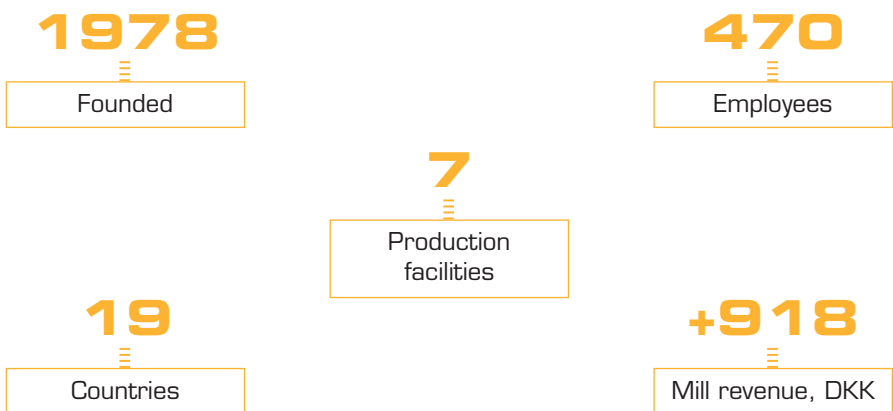 1978
Founded
470
Employees
7
Production
facilities
19
Countries
+918
Mill revenue, DKK